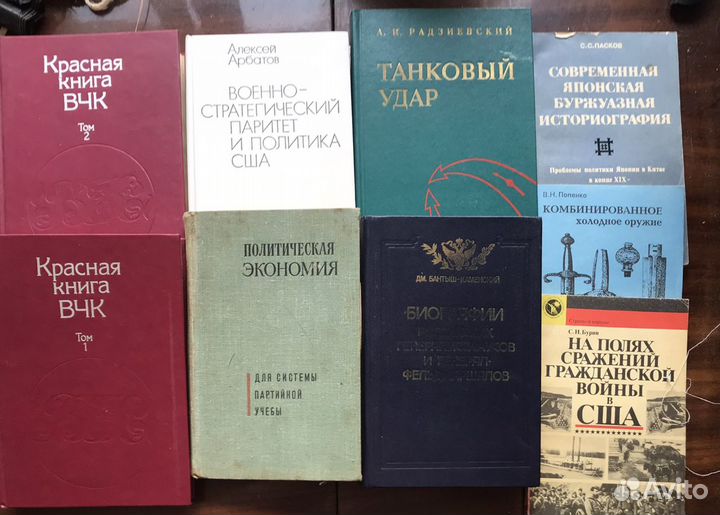 Красная
книга
ВЧК
Том
2
Алексей
Арбатов
ВОЕННО-
СТРАТЕГИЧЕСКИЙ
ПАРИТЕТ
И ПОЛИТИКА
США
А. И. РАДЗИЕВСКИЙ
ТАНКОВЫЙ
УДАР
С.С.ПАСКОВ
СОВРЕМЕННАЯ
ЯПОНСКАЯ
БУРЖУАЗНАЯ
ИСТОРИОГРАФИЯ
Проблемы политики Японии в Китае
в конце XIX–
В.Н. Попенко
КОМБИНИРОВАННОЕ
холодное оружие
Красная
книга
ВЧК
Том
1
ПОЛИТИЧЕСКАЯ
ЭКОНОМИЯ
ДЛЯ СИСТЕМЫ
ПАРТИЙНОЙ
УЧЕБЫ
ДМ. БАНТЫШ-КАМЕНСКИЙ
БИОГРАФИИ
И
Страны и народы
С. Н. Бурин
НА ПОЛЯХ
СРАЖЕНИЙ
ГРАЖДАНСКОЙ
ВОЙНЫ
В
США
Avito